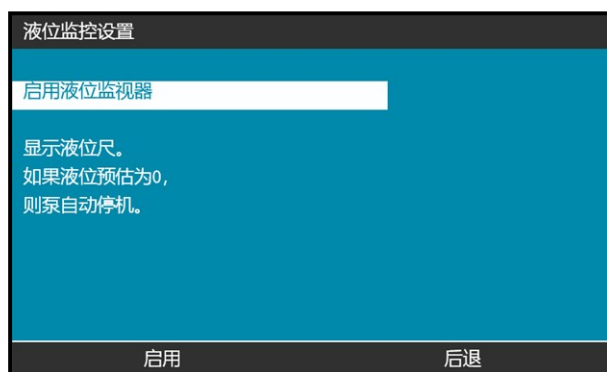 液位监控设置
启用液位监视器
显示液位尺。
如果液位预估为0,
则泵自动停机。
启用
后退